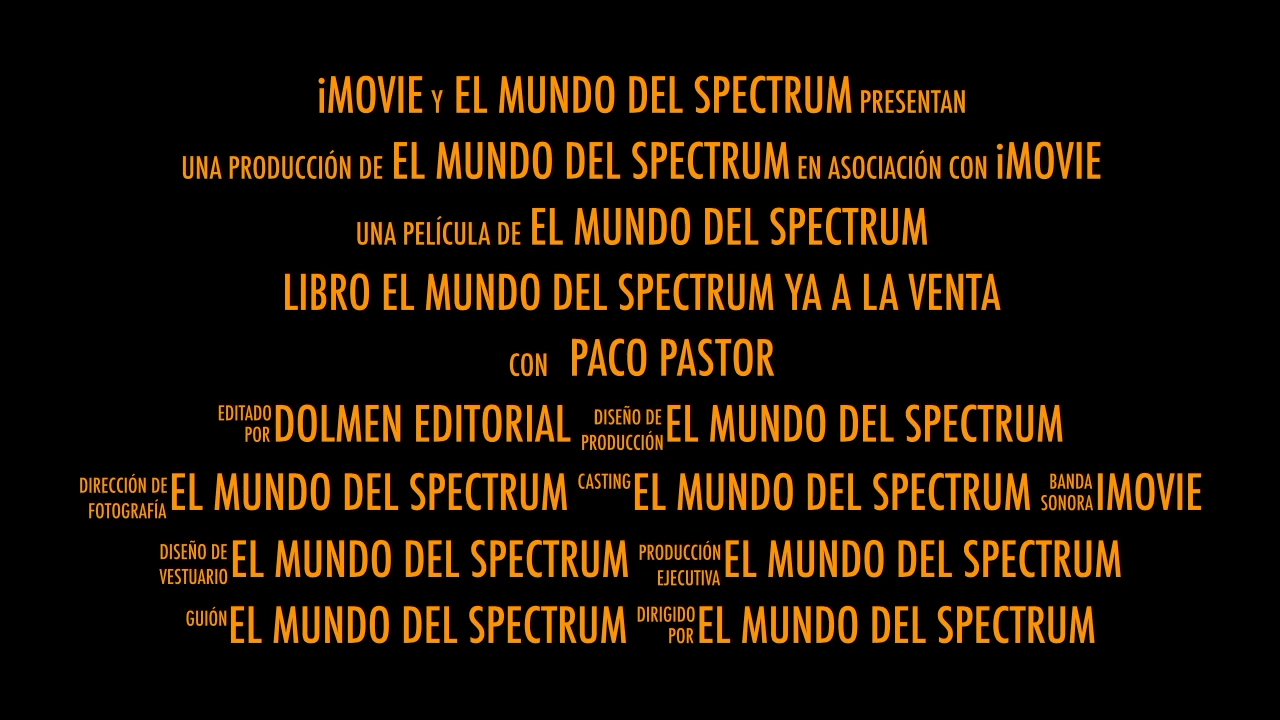 iMOVIE Y EL MUNDO DEL SPECTRUM PRESENTAN
UNA PRODUCCIÓN DE EL MUNDO DEL SPECTRUM EN ASOCIACIÓN CON iMOVIE
UNA PELÍCULA DE EL MUNDO DEL SPECTRUM
LIBRO EL MUNDO DEL SPECTRUM YA A LA VENTA
CON PACO PASTOR
EDITADO POR DOLMEN EDITORIAL DISEÑO DE PRODUCCIÓN EL MUNDO DEL SPECTRUM
DIRECCIÓN DE FOTOGRAFÍA EL MUNDO DEL SPECTRUM CASTING EL MUNDO DEL SPECTRUM BANDA SONORA IMOVIE
DISEÑO DE VESTUARIO EL MUNDO DEL SPECTRUM PRODUCCIÓN EJECUTIVA EL MUNDO DEL SPECTRUM
GUIÓN EL MUNDO DEL SPECTRUM DIRIGIDO POR EL MUNDO DEL SPECTRUM